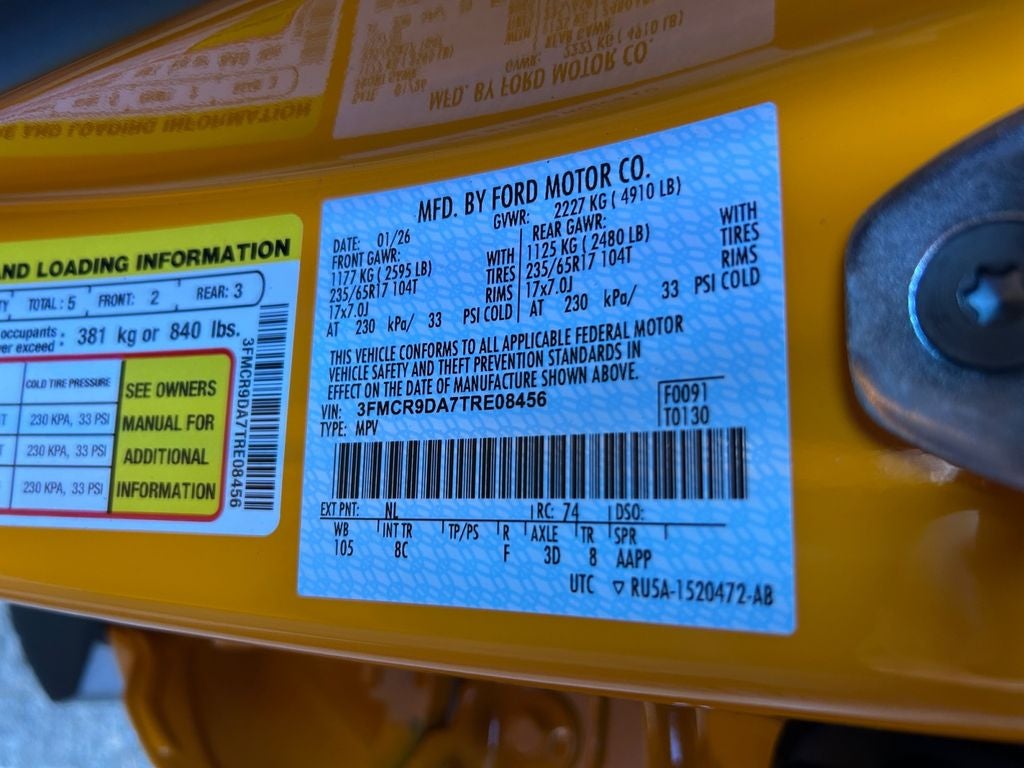 MFD. BY FORD MOTOR CO.
GVWR: 2227 KG ( 4910 LB)
DATE: 01/26
FRONT GAWR:
1177 KG ( 2595 LB) WITH
235/65R17 104T TIRES
17x7.0J RIMS
AT 230 kPa/ 33 PSI COLD
REAR GAWR:
1125 KG ( 2480 LB) WITH
235/65R17 104T TIRES
17x7.0J RIMS
AT 230 kPa/ 33 PSI COLD
THIS VEHICLE CONFORMS TO ALL APPLICABLE FEDERAL MOTOR
VEHICLE SAFETY AND THEFT PREVENTION STANDARDS IN
EFFECT ON THE DATE OF MANUFACTURE SHOWN ABOVE.
VIN: 3FMCR9DA7TRE08456
TYPE: MPV
F0091
T0130
EXT PNT: NL RC: 74 DSO:
WB INT TR TP/PS R AXLE TR SPR
105 8C F 3D 8 AAPP
UTC ▽ RU5A-1520472-AB
AND LOADING INFORMATION
TOTAL : 5 FRONT: 2 REAR: 3
occupants
er exceed : 381 kg or 840 lbs.
COLD TIRE PRESSURE
230 KPA, 33 PSI
230 KPA, 33 PSI
230 KPA, 33 PSI
SEE OWNERS
MANUAL FOR
ADDITIONAL
INFORMATION
3FMCR9DA7TRE08456